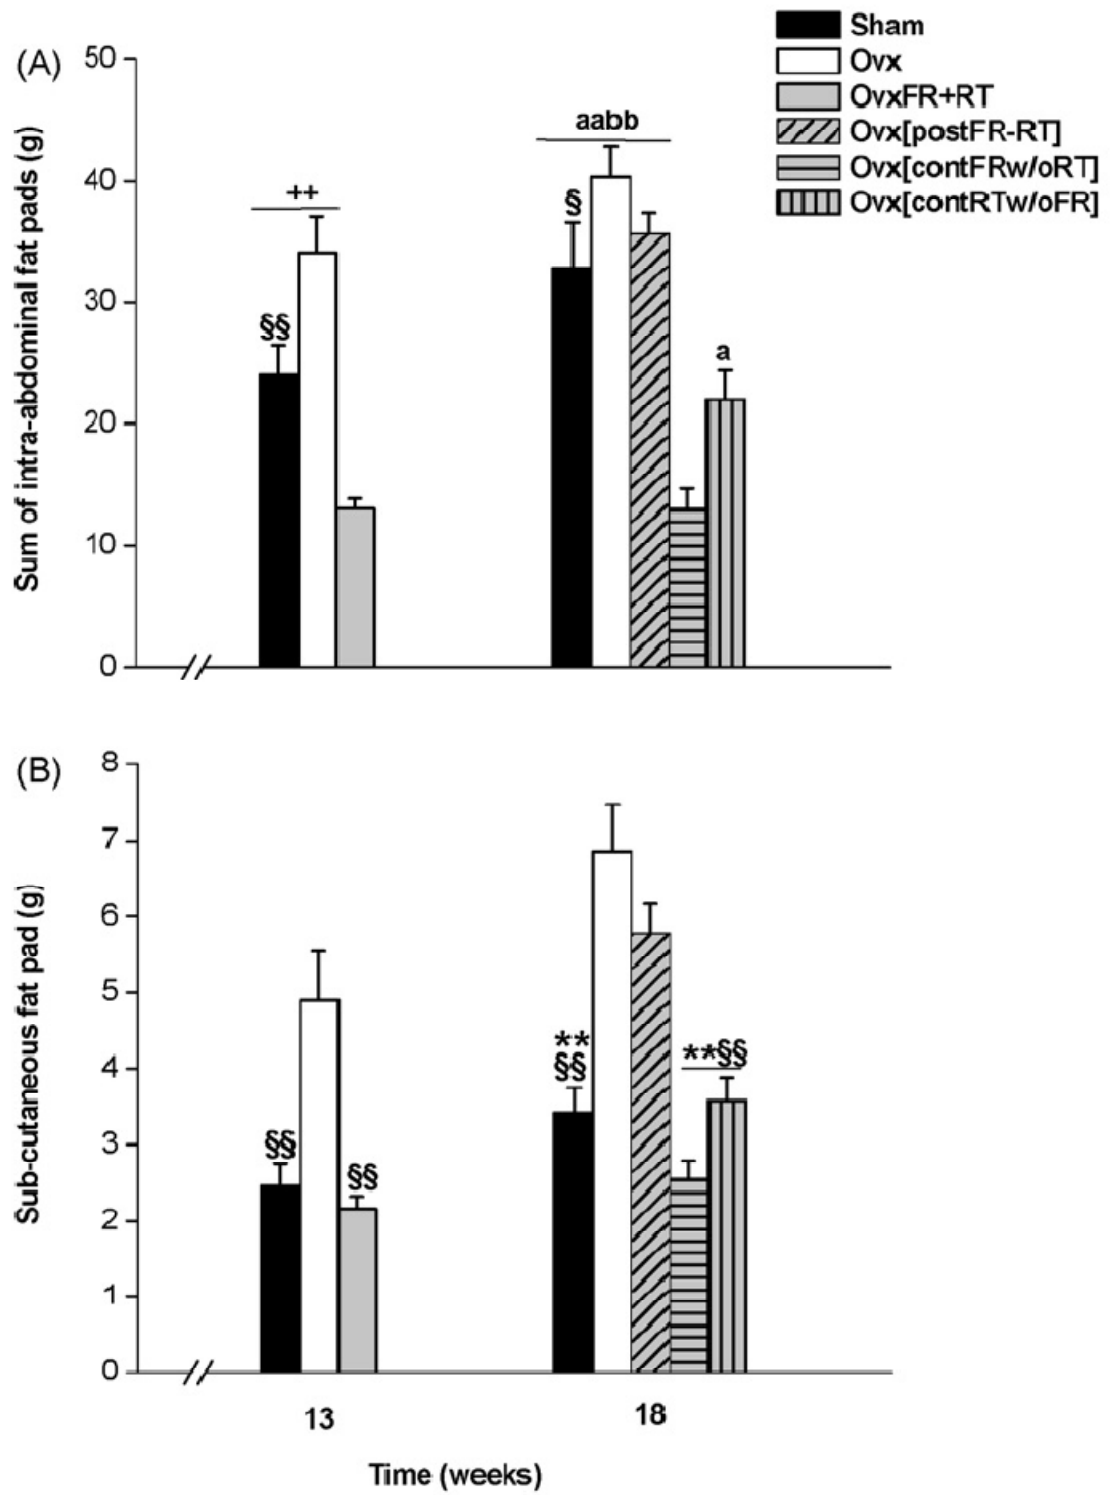 Sham
Ovx
OvxFR+RT
Ovx[postFR-RT]
Ovx[contFRw/oRT]
Ovx[contRTw/oFR]
(A)
Sum of intra-abdominal fat pads (g)
50
40
30
20
10
0
++
§§
aabb
§
a
(B)
Sub-cutaneous fat pad (g)
8
7
6
5
4
3
2
1
0
§§
§§
**
§§
**§§
13
18
Time (weeks)